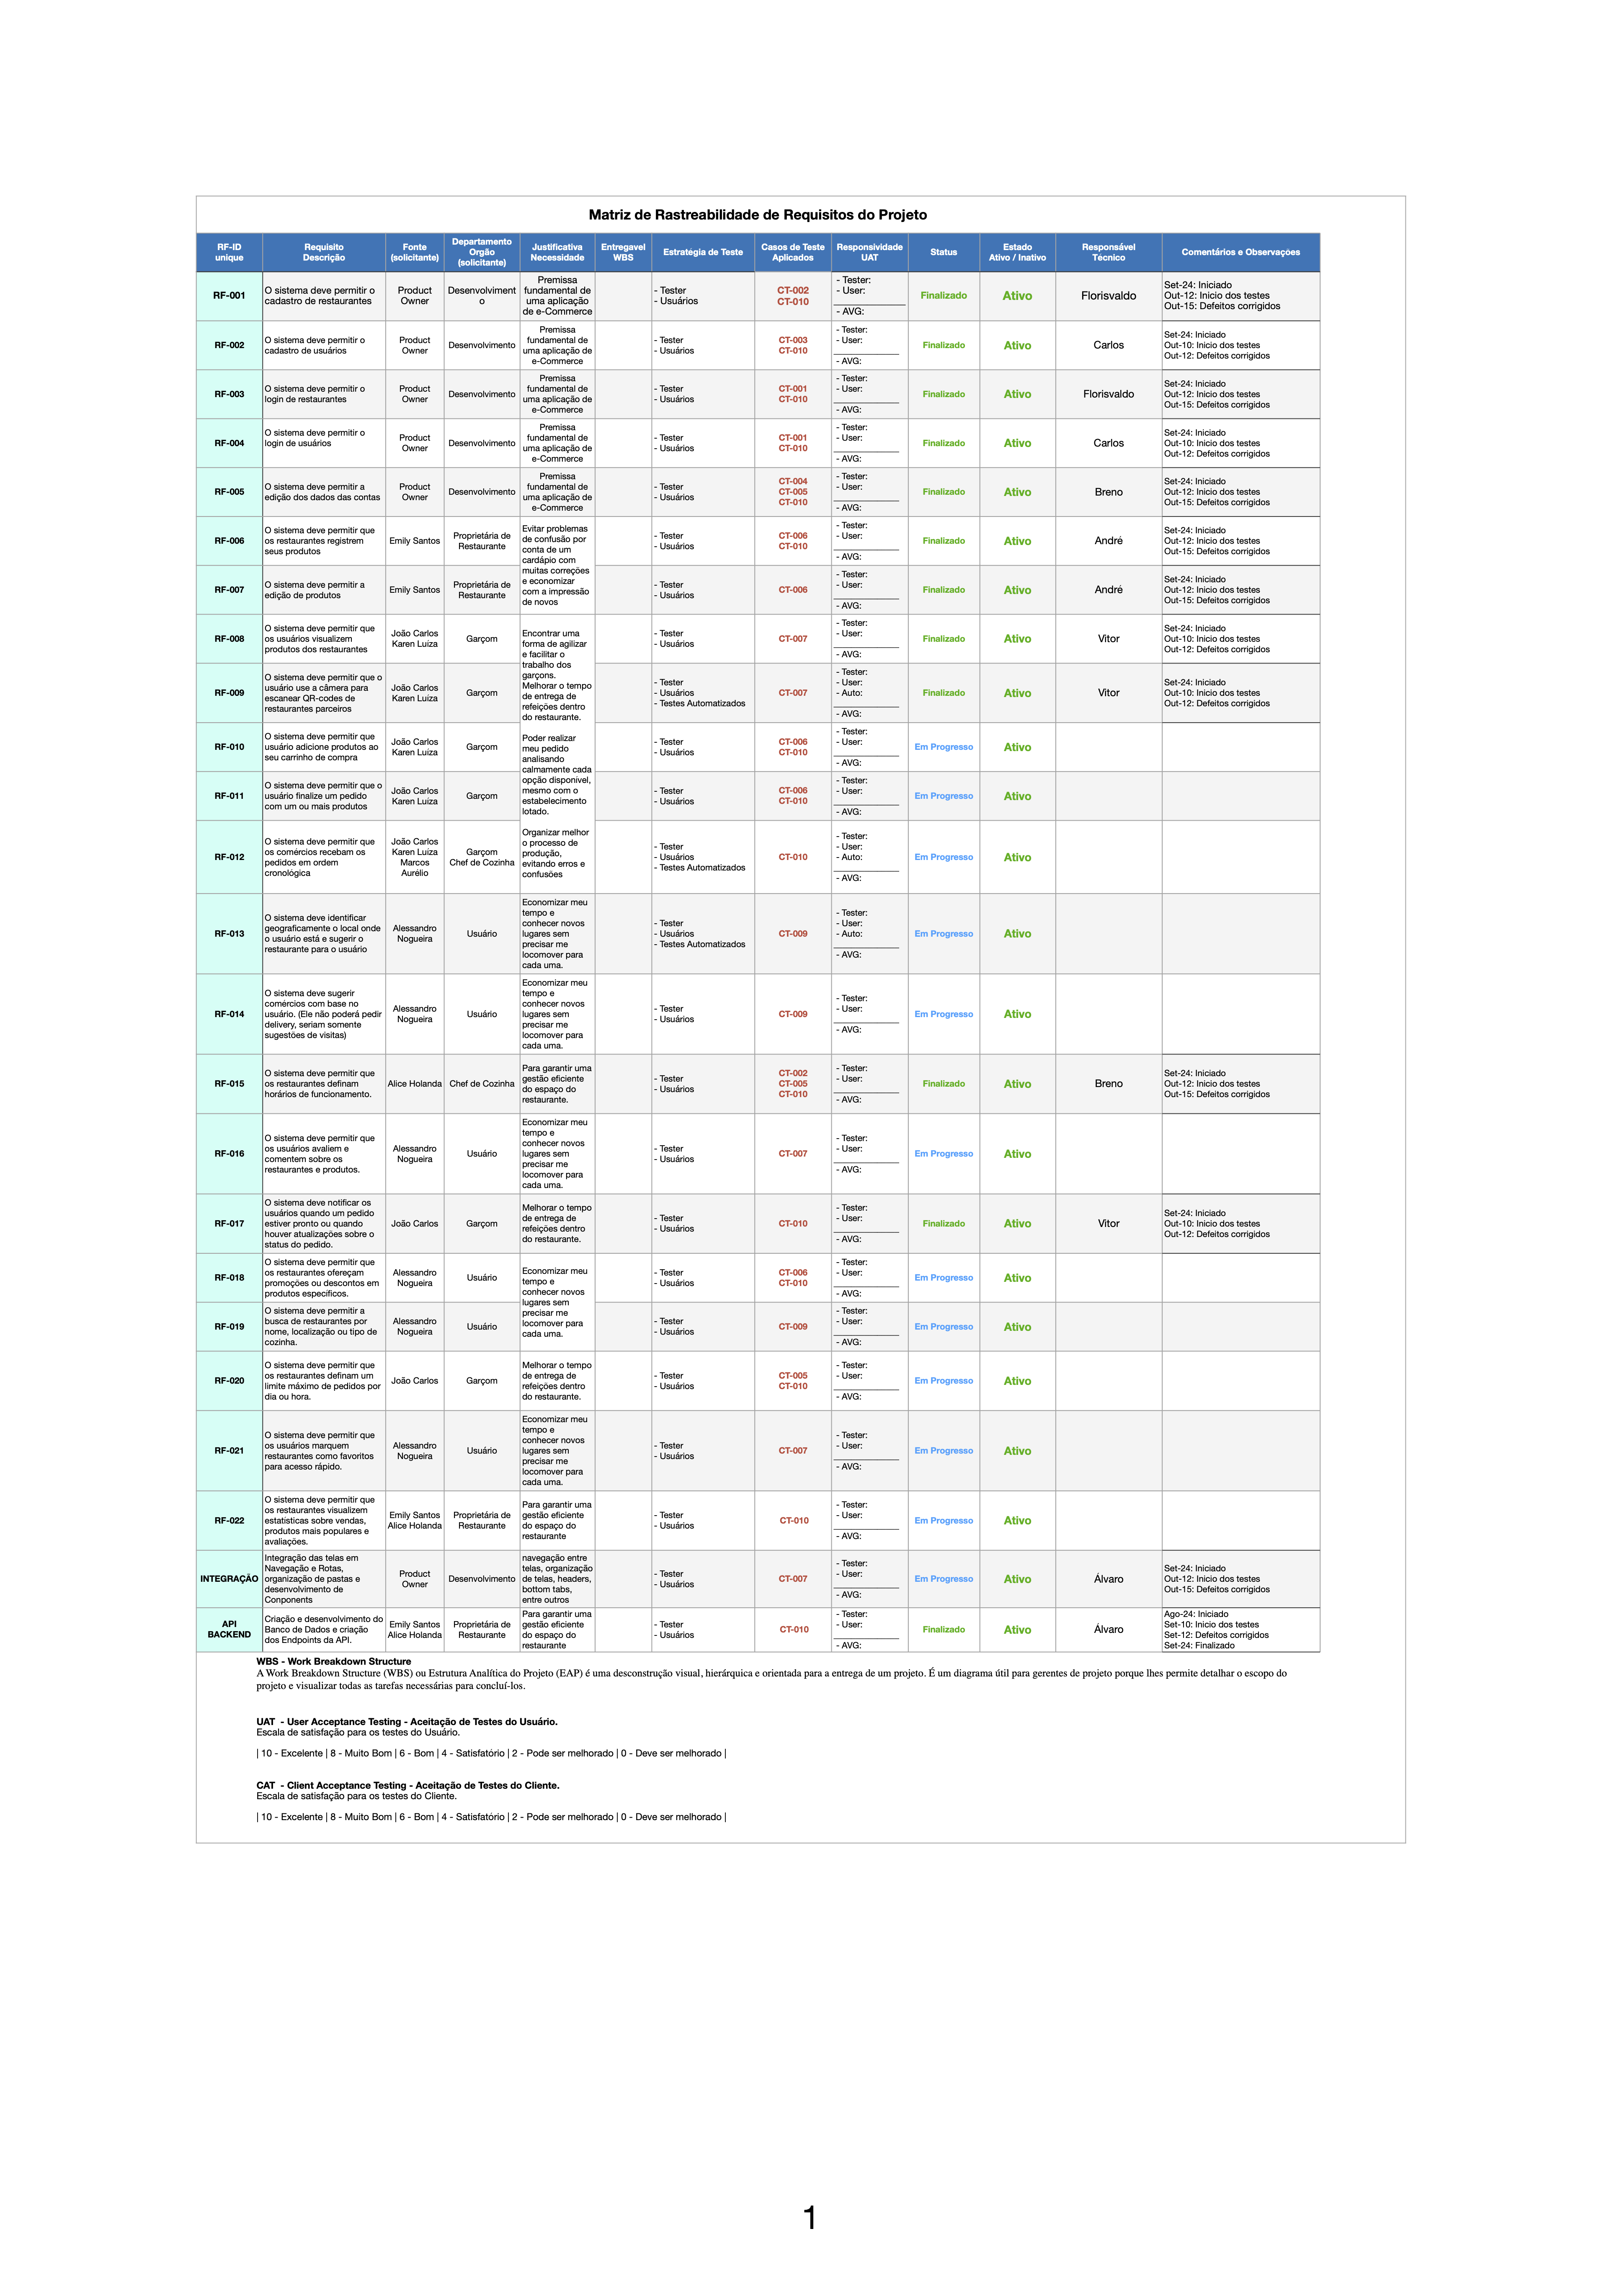 Matriz de Rastreabilidade de Requisitos do Projeto
RF-ID unique | Requisito Descrição | Fonte (solicitante) | Departamento Orgão (solicitante) | Justificativa Necessidade | Entregavel WBS | Estratégia de Teste | Casos de Teste Aplicados | Responsividade UAT | Status | Estado Ativo / Inativo | Responsável Técnico | Comentários e Observações
RF-001 | O sistema deve permitir o cadastro de restaurantes | Product Owner | Desenvolvimento | Premissa fundamental de uma aplicação de e-Commerce | - Tester - Usuários | CT-002 CT-010 | - Tester: - User: - AVG: | Finalizado | Ativo | Florisvaldo | Set-24: Iniciado Out-12: Inicio dos testes Out-15: Defeitos corrigidos
RF-002 | O sistema deve permitir o cadastro de usuários | Product Owner | Desenvolvimento | Premissa fundamental de uma aplicação de e-Commerce | - Tester - Usuários | CT-003 CT-010 | - Tester: - User: - AVG: | Finalizado | Ativo | Carlos | Set-24: Iniciado Out-10: Inicio dos testes Out-12: Defeitos corrigidos
RF-003 | O sistema deve permitir o login de restaurantes | Product Owner | Desenvolvimento | Premissa fundamental de uma aplicação de e-Commerce | - Tester - Usuários | CT-001 CT-010 | - Tester: - User: - AVG: | Finalizado | Ativo | Florisvaldo | Set-24: Iniciado Out-12: Inicio dos testes Out-15: Defeitos corrigidos
RF-004 | O sistema deve permitir o login de usuários | Product Owner | Desenvolvimento | Premissa fundamental de uma aplicação de e-Commerce | - Tester - Usuários | CT-001 CT-010 | - Tester: - User: - AVG: | Finalizado | Ativo | Carlos | Set-24: Iniciado Out-10: Inicio dos testes Out-12: Defeitos corrigidos
RF-005 | O sistema deve permitir a edição dos dados das contas | Product Owner | Desenvolvimento | Premissa fundamental de uma aplicação de e-Commerce | - Tester - Usuários | CT-004 CT-005 CT-010 | - Tester: - User: - AVG: | Finalizado | Ativo | Breno | Set-24: Iniciado Out-12: Inicio dos testes Out-15: Defeitos corrigidos
RF-006 | O sistema deve permitir que os restaurantes registrem seus produtos | Emily Santos | Proprietária de Restaurante | Evitar problemas de confusão por conta de um cardápio com muitas correções e economizar com a impressão de novos | - Tester - Usuários | CT-006 CT-010 | - Tester: - User: - AVG: | Finalizado | Ativo | André | Set-24: Iniciado Out-12: Inicio dos testes Out-15: Defeitos corrigidos
RF-007 | O sistema deve permitir a edição de produtos | Emily Santos | Proprietária de Restaurante | - Tester - Usuários | CT-006 | - Tester: - User: - AVG: | Finalizado | Ativo | André | Set-24: Iniciado Out-12: Inicio dos testes Out-15: Defeitos corrigidos
RF-008 | O sistema deve permitir que os usuários visualizem produtos dos restaurantes | João Carlos Karen Luiza | Garçom | Encontrar uma forma de agilizar e facilitar o trabalho dos garçons. Melhorar o tempo de entrega de refeições dentro do restaurante. | - Tester - Usuários | CT-007 | - Tester: - User: - AVG: | Finalizado | Ativo | Vitor | Set-24: Iniciado Out-10: Inicio dos testes Out-12: Defeitos corrigidos
RF-009 | O sistema deve permitir que o usuário use a câmera para escanear QR-codes de restaurantes parceiros | João Carlos Karen Luiza | Garçom | - Tester - Usuários - Testes Automatizados | CT-007 | - Tester: - User: - Auto: - AVG: | Finalizado | Ativo | Vitor | Set-24: Iniciado Out-10: Inicio dos testes Out-12: Defeitos corrigidos
RF-010 | O sistema deve permitir que usuário adicione produtos ao seu carrinho de compra | João Carlos Karen Luiza | Garçom | Poder realizar meu pedido analisando calmamente cada opção disponível, mesmo com o estabelecimento lotado. | - Tester - Usuários | CT-006 CT-010 | - Tester: - User: - AVG: | Em Progresso | Ativo
RF-011 | O sistema deve permitir que o usuário finalize um pedido com um ou mais produtos | João Carlos Karen Luiza | Garçom | - Tester - Usuários | CT-006 CT-010 | - Tester: - User: - AVG: | Em Progresso | Ativo
RF-012 | O sistema deve permitir que os comércios recebam os pedidos em ordem cronológica | João Carlos Karen Luiza Marcos Aurélio | Garçom Chef de Cozinha | Organizar melhor o processo de produção, evitando erros e confusões | - Tester - Usuários - Testes Automatizados | CT-010 | - Tester: - User: - Auto: - AVG: | Em Progresso | Ativo
RF-013 | O sistema deve identificar geograficamente o local onde o usuário está e sugerir o restaurante para o usuário | Alessandro Nogueira | Usuário | Economizar meu tempo e conhecer novos lugares sem precisar me locomover para cada uma. | - Tester - Usuários - Testes Automatizados | CT-009 | - Tester: - User: - Auto: - AVG: | Em Progresso | Ativo
RF-014 | O sistema deve sugerir comércios com base no usuário. (Ele não poderá pedir delivery, seriam somente sugestões de visitas) | Alessandro Nogueira | Usuário | Economizar meu tempo e conhecer novos lugares sem precisar me locomover para cada uma. | - Tester - Usuários | CT-009 | - Tester: - User: - AVG: | Em Progresso | Ativo
RF-015 | O sistema deve permitir que os restaurantes definam horários de funcionamento. | Alice Holanda | Chef de Cozinha | Para garantir uma gestão eficiente do espaço do restaurante. | - Tester - Usuários | CT-002 CT-005 CT-010 | - Tester: - User: - AVG: | Finalizado | Ativo | Breno | Set-24: Iniciado Out-12: Inicio dos testes Out-15: Defeitos corrigidos
RF-016 | O sistema deve permitir que os usuários avaliem e comentem sobre os restaurantes e produtos. | Alessandro Nogueira | Usuário | Economizar meu tempo e conhecer novos lugares sem precisar me locomover para cada uma. | - Tester - Usuários | CT-007 | - Tester: - User: - AVG: | Em Progresso | Ativo
RF-017 | O sistema deve notificar os usuários quando um pedido estiver pronto ou quando houver atualizações sobre o status do pedido. | João Carlos | Garçom | Melhorar o tempo de entrega de refeições dentro do restaurante. | - Tester - Usuários | CT-010 | - Tester: - User: - AVG: | Finalizado | Ativo | Vitor | Set-24: Iniciado Out-10: Inicio dos testes Out-12: Defeitos corrigidos
RF-018 | O sistema deve permitir que os restaurantes ofereçam promoções ou descontos em produtos específicos. | Alessandro Nogueira | Usuário | Economizar meu tempo e conhecer novos lugares sem precisar me locomover para cada uma. | - Tester - Usuários | CT-006 CT-010 | - Tester: - User: - AVG: | Em Progresso | Ativo
RF-019 | O sistema deve permitir a busca de restaurantes por nome, localização ou tipo de cozinha. | Alessandro Nogueira | Usuário | - Tester - Usuários | CT-009 | - Tester: - User: - AVG: | Em Progresso | Ativo
RF-020 | O sistema deve permitir que os restaurantes definam um limite máximo de pedidos por dia ou hora. | João Carlos | Garçom | Melhorar o tempo de entrega de refeições dentro do restaurante. | - Tester - Usuários | CT-005 CT-010 | - Tester: - User: - AVG: | Em Progresso | Ativo
RF-021 | O sistema deve permitir que os usuários marquem restaurantes como favoritos para acesso rápido. | Alessandro Nogueira | Usuário | Economizar meu tempo e conhecer novos lugares sem precisar me locomover para cada uma. | - Tester - Usuários | CT-007 | - Tester: - User: - AVG: | Em Progresso | Ativo
RF-022 | O sistema deve permitir que os restaurantes visualizem estatísticas sobre vendas, produtos mais populares e avaliações. | Emily Santos Alice Holanda | Proprietária de Restaurante | Para garantir uma gestão eficiente do espaço do restaurante | - Tester - Usuários | CT-010 | - Tester: - User: - AVG: | Em Progresso | Ativo
INTEGRAÇÃO | Integração das telas em Navegação e Rotas, organização de pastas e desenvolvimento de Components | Product Owner | Desenvolvimento | navegação entre telas, organização de telas, headers, bottom tabs, entre outros | - Tester - Usuários | CT-007 | - Tester: - User: - AVG: | Em Progresso | Ativo | Álvaro | Set-24: Iniciado Out-12: Inicio dos testes Out-15: Defeitos corrigidos
API BACKEND | Criação e desenvolvimento do Banco de Dados e criação dos Endpoints da API. | Emily Santos Alice Holanda | Proprietária de Restaurante | Para garantir uma gestão eficiente do espaço do restaurante | - Tester - Usuários | CT-010 | - Tester: - User: - AVG: | Finalizado | Ativo | Álvaro | Ago-24: Iniciado Set-10: Inicio dos testes Set-12: Defeitos corrigidos Set-24: Finalizado
WBS - Work Breakdown Structure
A Work Breakdown Structure (WBS) ou Estrutura Analítica do Projeto (EAP) é uma desconstrução visual, hierárquica e orientada para a entrega de um projeto. É um diagrama útil para gerentes de projeto porque lhes permite detalhar o escopo do
projeto e visualizar todas as tarefas necessárias para concluí-los.
UAT - User Acceptance Testing - Aceitação de Testes do Usuário.
Escala de satisfação para os testes do Usuário.
| 10 - Excelente | 8 - Muito Bom | 6 - Bom | 4 - Satisfatório | 2 - Pode ser melhorado | 0 - Deve ser melhorado |
CAT - Client Acceptance Testing - Aceitação de Testes do Cliente.
Escala de satisfação para os testes do Cliente.
| 10 - Excelente | 8 - Muito Bom | 6 - Bom | 4 - Satisfatório | 2 - Pode ser melhorado | 0 - Deve ser melhorado |
1